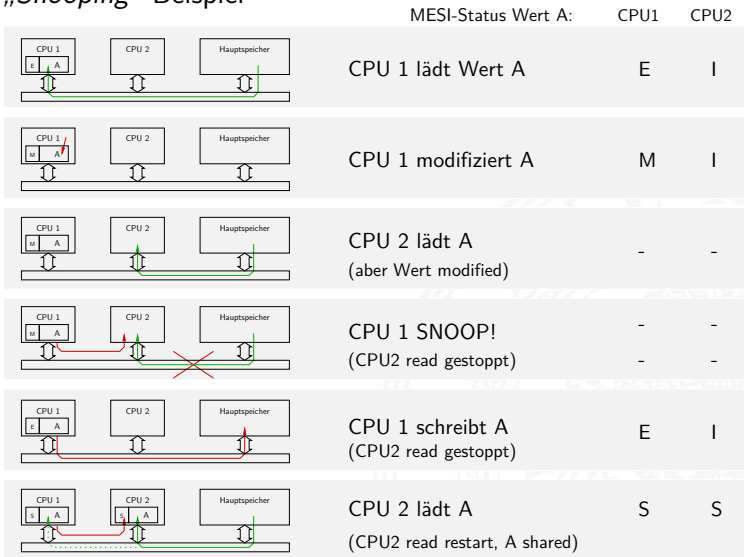 „Snooping“ Beispiel
MESI-Status Wert A: CPU1 CPU2
CPU 1 CPU 2 Hauptspeicher
E A
CPU 1 lädt Wert A E I
CPU 1 CPU 2 Hauptspeicher
M A
CPU 1 modifiziert A M I
CPU 1 CPU 2 Hauptspeicher
M A
CPU 2 lädt A - -
(aber Wert modified)
CPU 1 CPU 2 Hauptspeicher
M A
CPU 1 SNOOP! - -
(CPU2 read gestoppt) - -
CPU 1 CPU 2 Hauptspeicher
E A
CPU 1 schreibt A E I
(CPU2 read gestoppt)
CPU 1 CPU 2 Hauptspeicher
S A S A
CPU 2 lädt A S S
(CPU2 read restart, A shared)